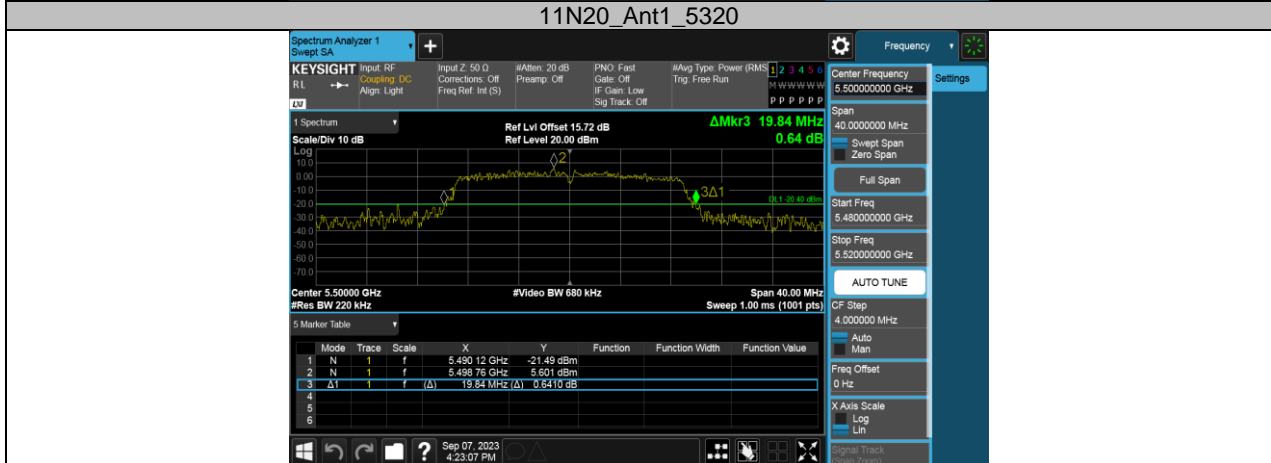 11N20_Ant1_5320
Spectrum Analyzer 1
Swept SA
+
Frequency
KEYSIGHT
RL
LXI
Input: RF
Coupling: DC
Align: Light
Input Z: 50 Ω
Corrections: Off
Freq Ref: Int (S)
#Atten: 20 dB
Preamp: Off
PNO: Fast
Gate: Off
IF Gain: Low
Sig Track: Off
#Avg Type: Power (RMS
Trig: Free Run
1 2 3 4 5 6
M W W W W W
P P P P P P
1 Spectrum
Scale/Div 10 dB
Ref Lvl Offset 15.72 dB
Ref Level 20.00 dBm
ΔMkr3 19.84 MHz
0.64 dB
Log
10.0
0.00
-10.0
-20.0
-30.0
-40.0
-50.0
-60.0
-70.0
1
2
3Δ1
DL1 -20.40 dBm
Center 5.50000 GHz
#Res BW 220 kHz
#Video BW 680 kHz
Span 40.00 MHz
Sweep 1.00 ms (1001 pts)
5 Marker Table
Mode Trace Scale X Y Function Function Width Function Value
1 N 1 f 5.490 12 GHz -21.49 dBm
2 N 1 f 5.498 76 GHz 5.601 dBm
3 Δ1 1 f (Δ) 19.84 MHz (Δ) 0.6410 dB
4
5
6
?
Sep 07, 2023
4:23:07 PM
Center Frequency
5.500000000 GHz
Settings
Span
40.0000000 MHz
Swept Span
Zero Span
Full Span
Start Freq
5.480000000 GHz
Stop Freq
5.520000000 GHz
AUTO TUNE
CF Step
4.000000 MHz
Auto
Man
Freq Offset
0 Hz
X Axis Scale
Log
Lin
Signal Track
(Span Zoom)